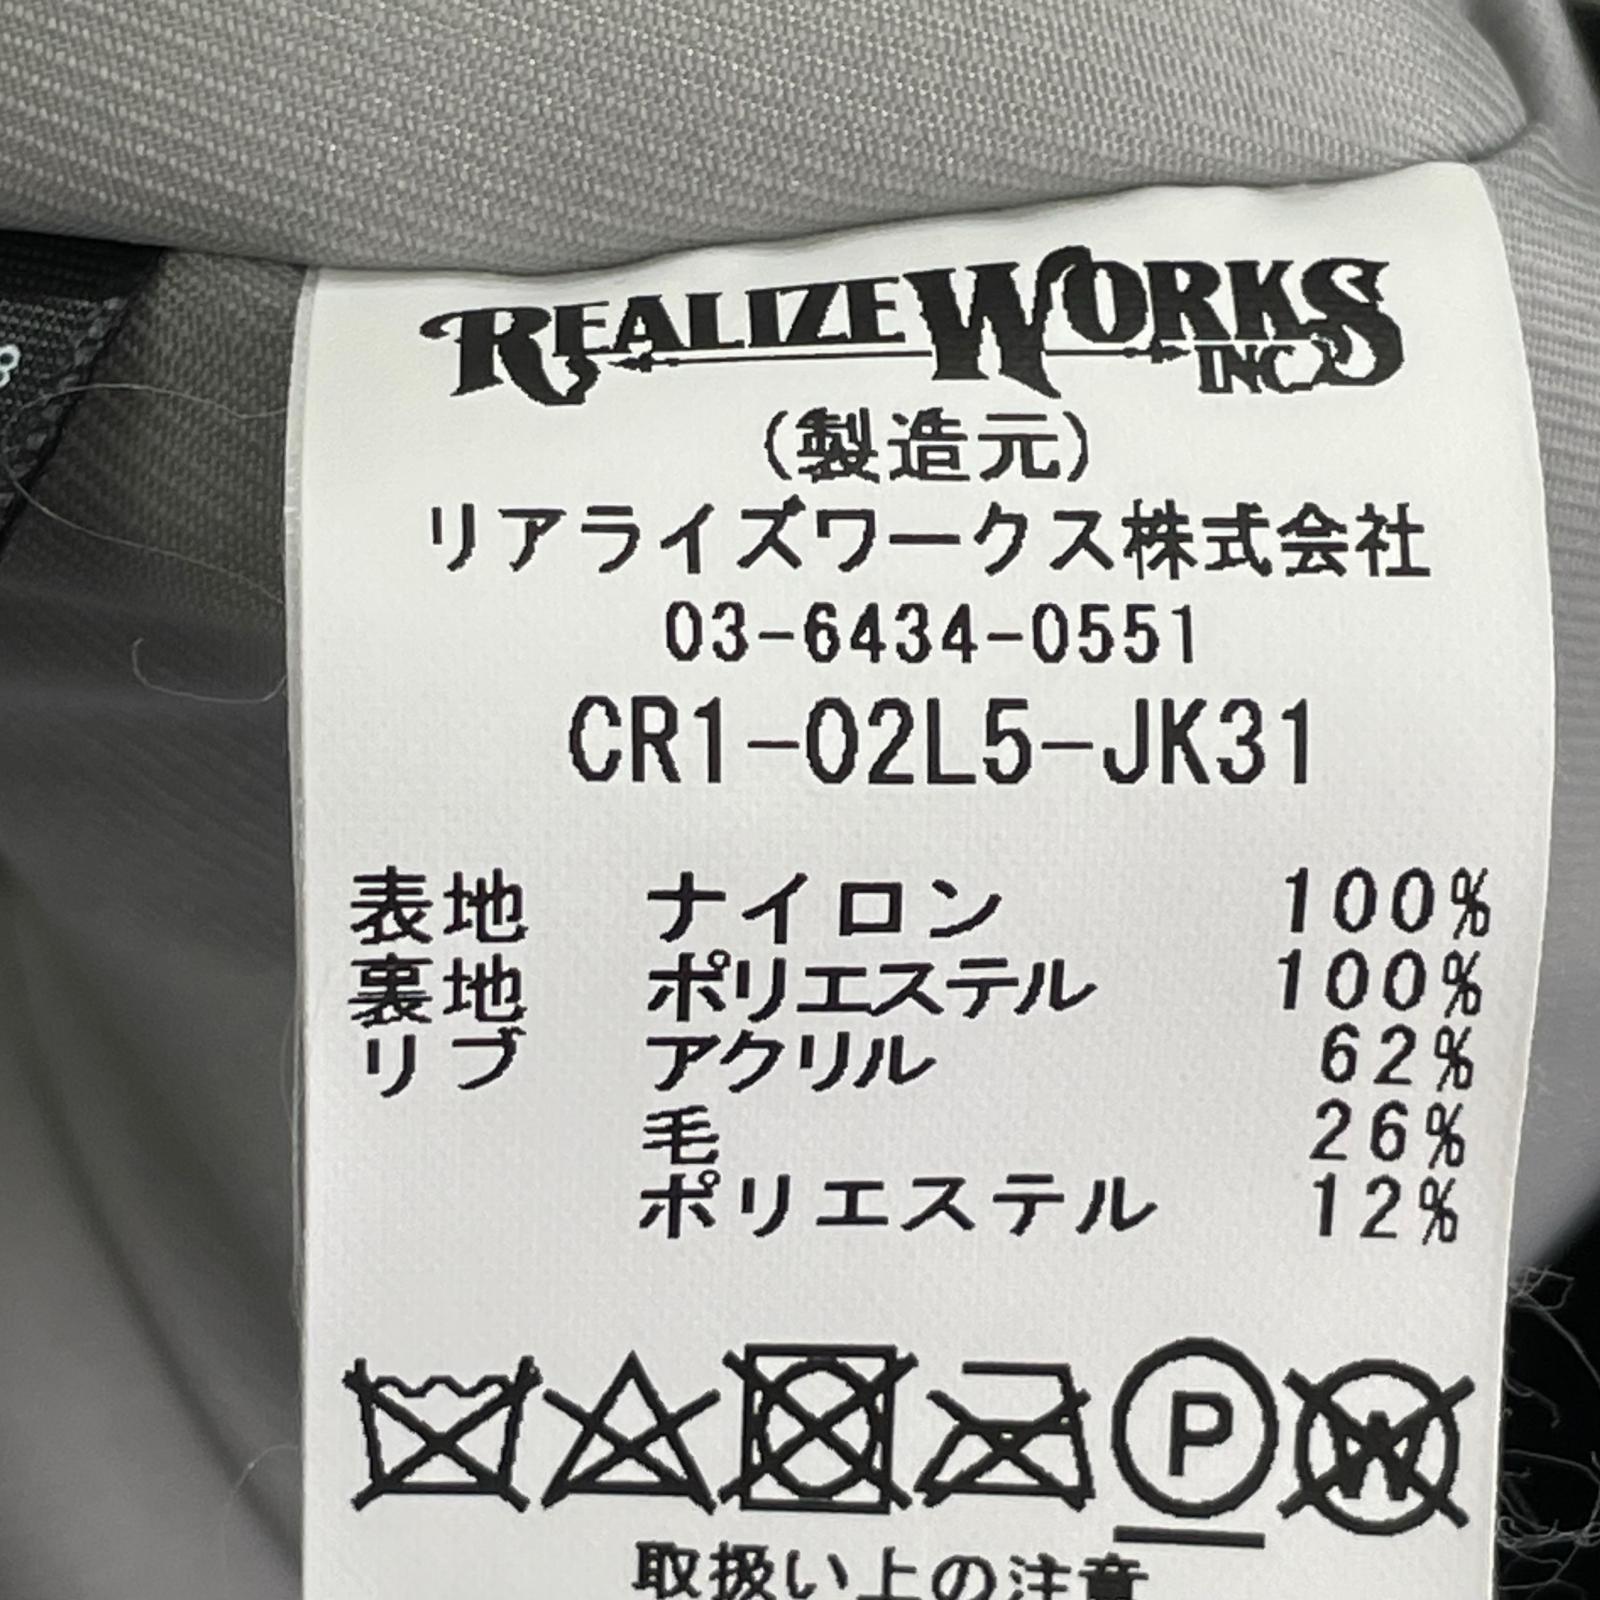 REALIZE WORKS INC.
(製造元)
リアライズワークス株式会社
03-6434-0551
CR1-02L5-JK31
表地 ナイロン 100%
裏地 ポリエステル 100%
リブ アクリル 62%
毛 26%
ポリエステル 12%
P W
取扱い上の注意
8